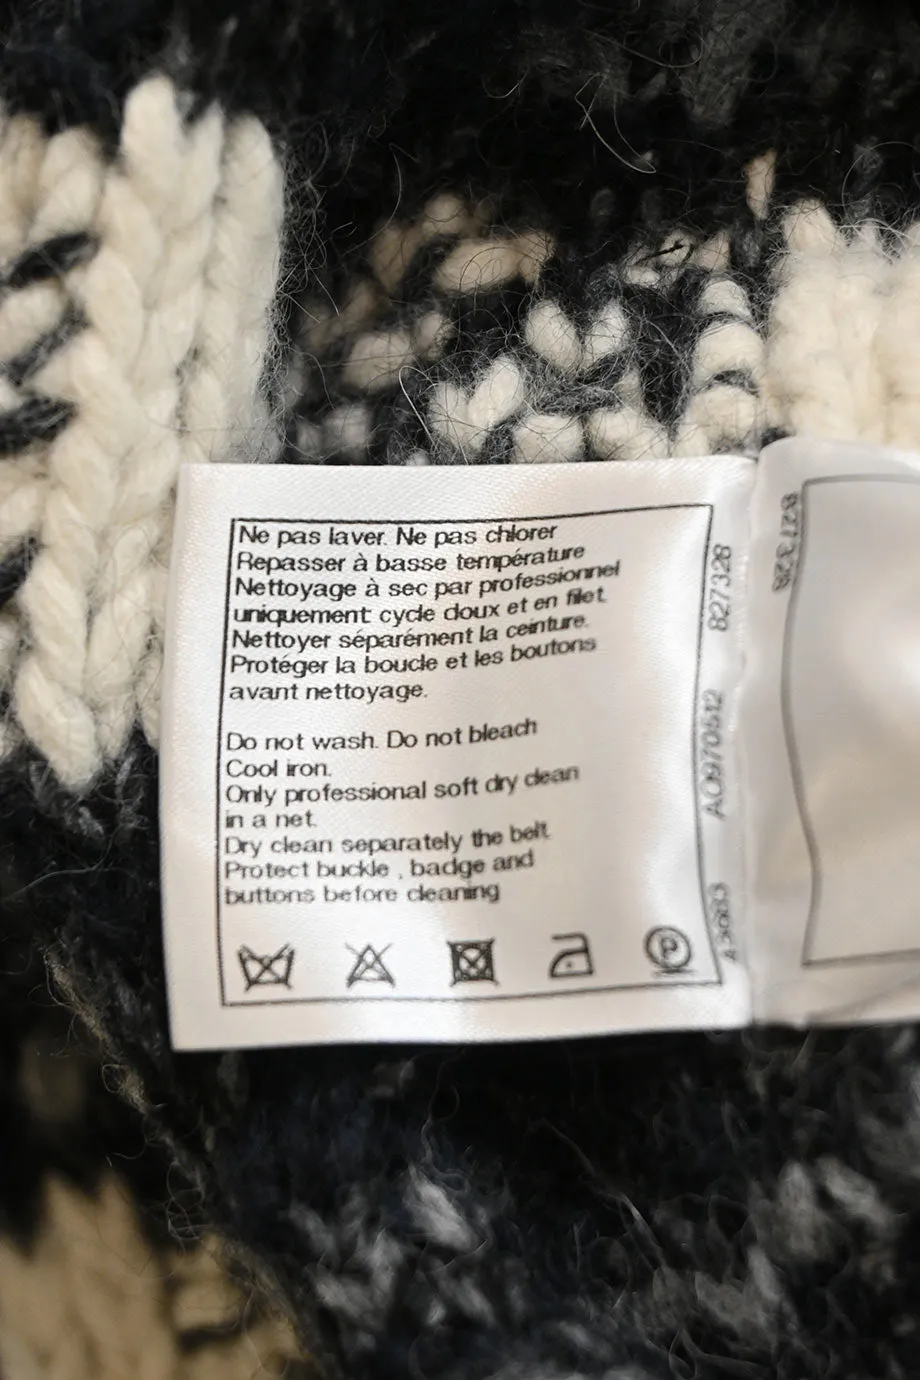 Ne pas laver. Ne pas chlorer
Repasser à basse température
Nettoyage à sec par professionnel
uniquement: cycle doux et en filet.
Nettoyer séparément la ceinture.
Protéger la boucle et les boutons
avant nettoyage.
Do not wash. Do not bleach
Cool iron.
Only professional soft dry clean
in a net.
Dry clean separately the belt.
Protect buckle , badge and
buttons before cleaning
P
827328
A0970512
827328